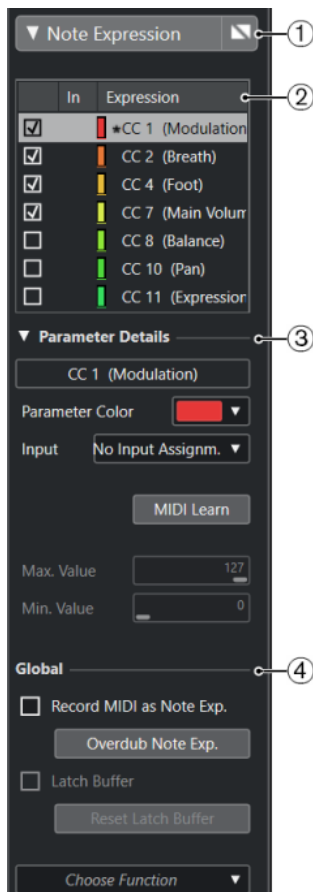 ▼ Note Expression 1
In Expression 2
★CC 1 (Modulation
CC 2 (Breath)
CC 4 (Foot)
CC 7 (Main Volum
CC 8 (Balance)
CC 10 (Pan)
CC 11 (Expression
▼ Parameter Details 3
CC 1 (Modulation)
Parameter Color ▼
Input No Input Assignm. ▼
MIDI Learn
Max. Value 127
Min. Value 0
Global 4
Record MIDI as Note Exp.
Overdub Note Exp.
Latch Buffer
Reset Latch Buffer
Choose Function ▼